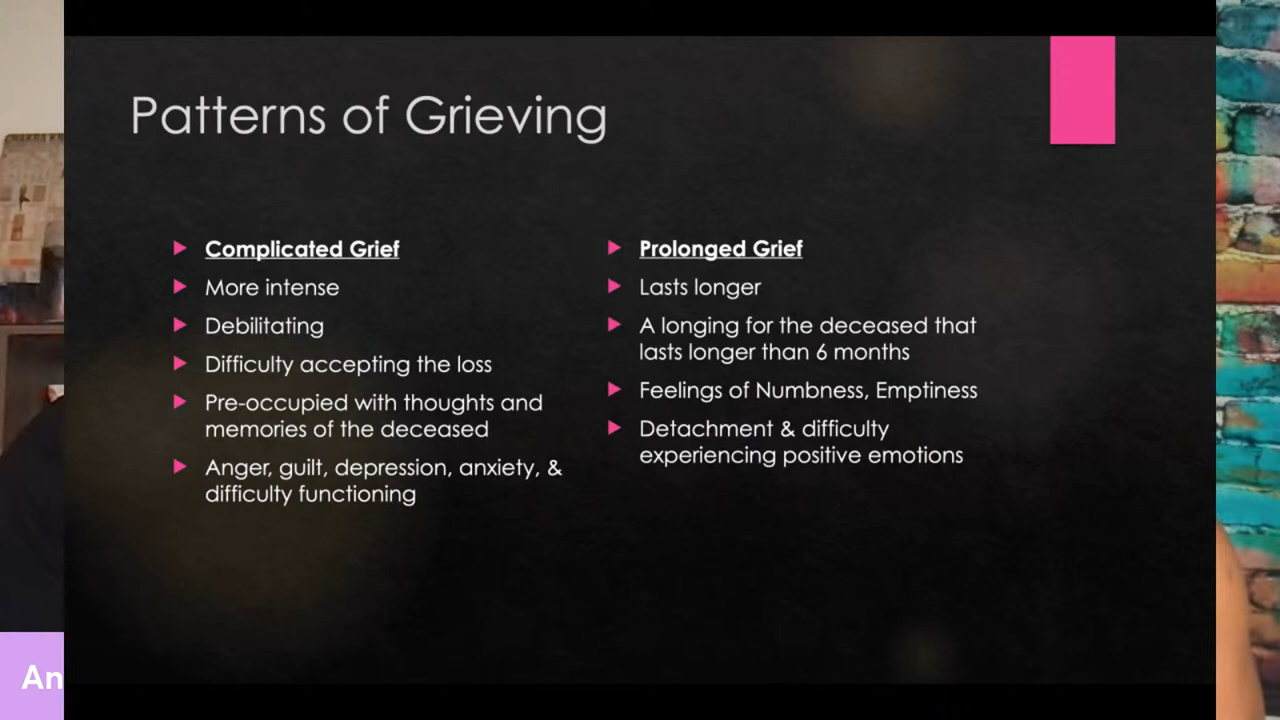 Patterns of Grieving
Complicated Grief
More intense
Debilitating
Difficulty accepting the loss
Pre-occupied with thoughts and
memories of the deceased
Anger, guilt, depression, anxiety, &
difficulty functioning
Prolonged Grief
Lasts longer
A longing for the deceased that
lasts longer than 6 months
Feelings of Numbness, Emptiness
Detachment & difficulty
experiencing positive emotions
An